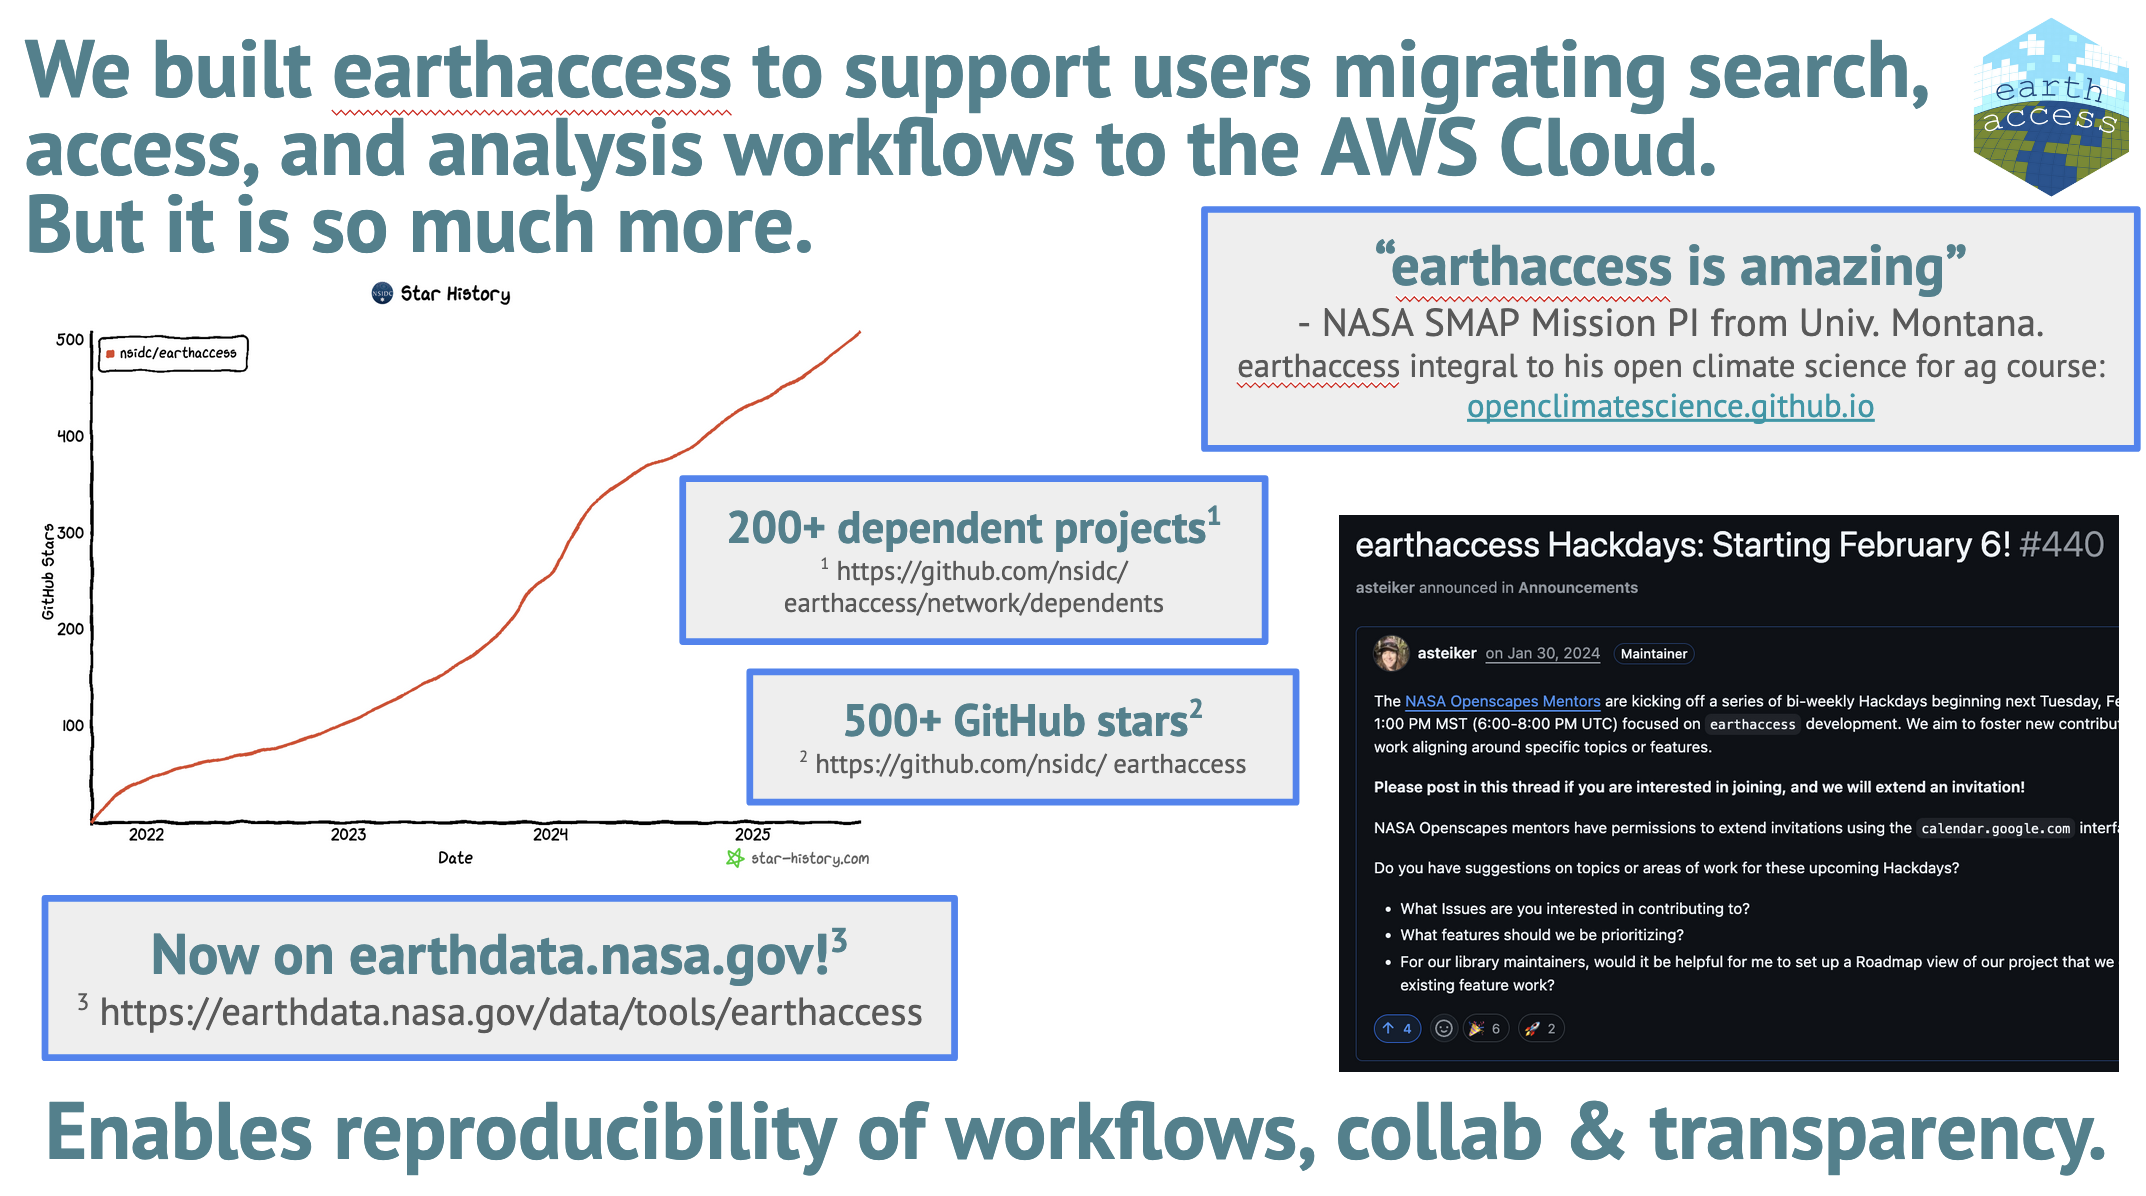 We built earthaccess to support users migrating search,
access, and analysis workflows to the AWS Cloud.
But it is so much more.
earth
access
“earthaccess is amazing”
- NASA SMAP Mission PI from Univ. Montana.
earthaccess integral to his open climate science for ag course:
openclimatescience.github.io
NSIDC
Star History
nsidc/earthaccess
500
400
300
200
100
GitHub Stars
2022
2023
2024
2025
Date
star-history.com
200+ dependent projects¹
¹ https://github.com/nsidc/
earthaccess/network/dependents
500+ GitHub stars²
² https://github.com/nsidc/ earthaccess
earthaccess Hackdays: Starting February 6! #440
asteiker announced in Announcements
asteiker on Jan 30, 2024 Maintainer
The NASA Openscapes Mentors are kicking off a series of bi-weekly Hackdays beginning next Tuesday, Fe
1:00 PM MST (6:00-8:00 PM UTC) focused on earthaccess development. We aim to foster new contribu
work aligning around specific topics or features.
Please post in this thread if you are interested in joining, and we will extend an invitation!
NASA Openscapes mentors have permissions to extend invitations using the calendar.google.com interfa
Do you have suggestions on topics or areas of work for these upcoming Hackdays?
• What Issues are you interested in contributing to?
• What features should we be prioritizing?
• For our library maintainers, would it be helpful for me to set up a Roadmap view of our project that we
existing feature work?
4 6 2
Now on earthdata.nasa.gov!³
³ https://earthdata.nasa.gov/data/tools/earthaccess
Enables reproducibility of workflows, collab & transparency.